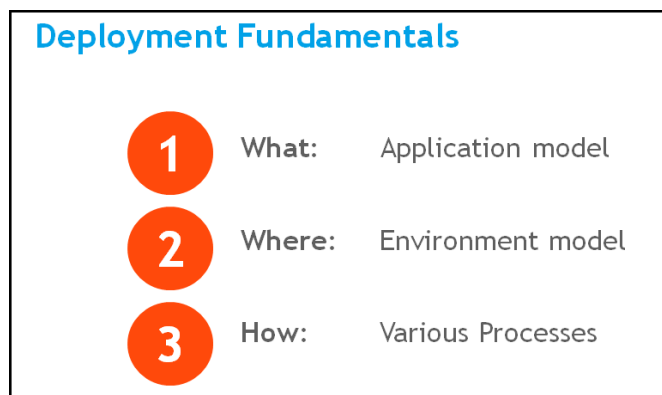 Deployment Fundamentals
1 What: Application model
2 Where: Environment model
3 How: Various Processes